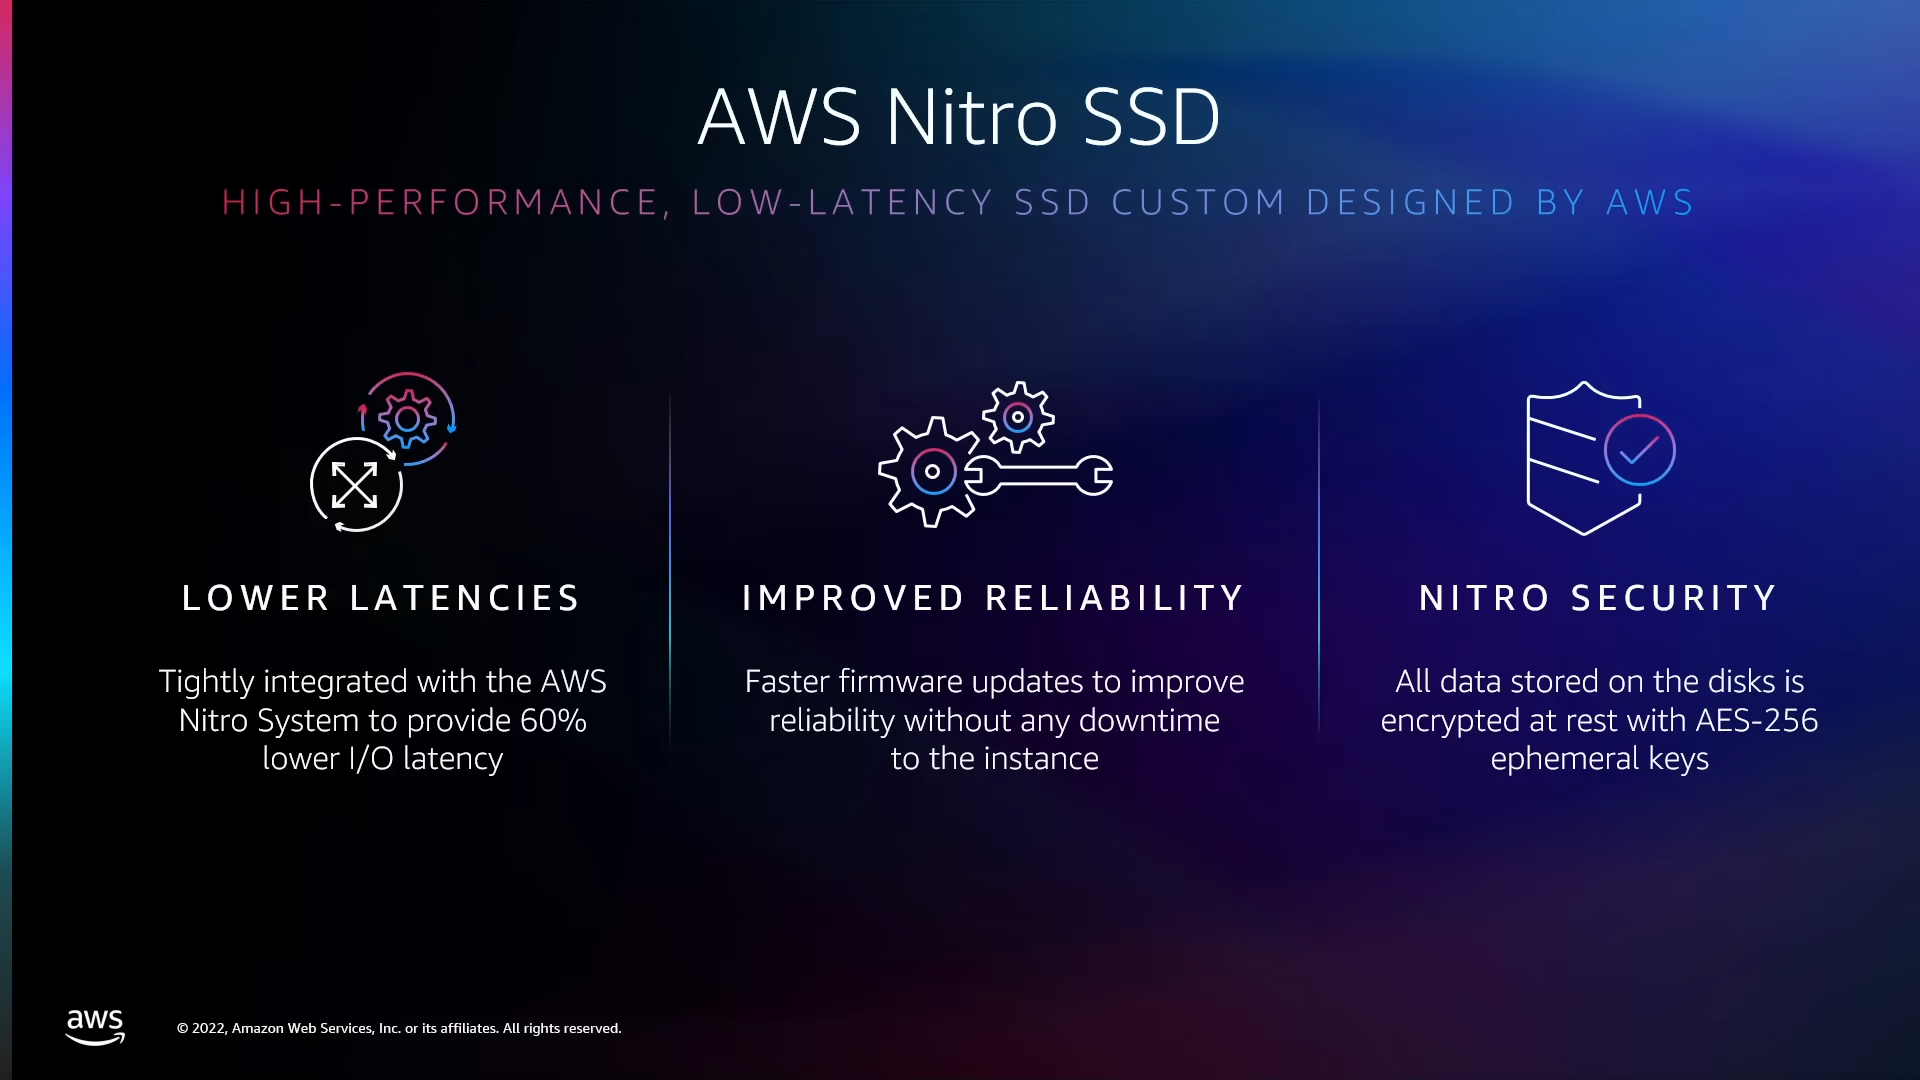 AWS Nitro SSD
HIGH-PERFORMANCE, LOW-LATENCY SSD CUSTOM DESIGNED BY AWS
LOWER LATENCIES
Tightly integrated with the AWS
Nitro System to provide 60%
lower I/O latency
IMPROVED RELIABILITY
Faster firmware updates to improve
reliability without any downtime
to the instance
NITRO SECURITY
All data stored on the disks is
encrypted at rest with AES-256
ephemeral keys
aws
© 2022, Amazon Web Services, Inc. or its affiliates. All rights reserved.